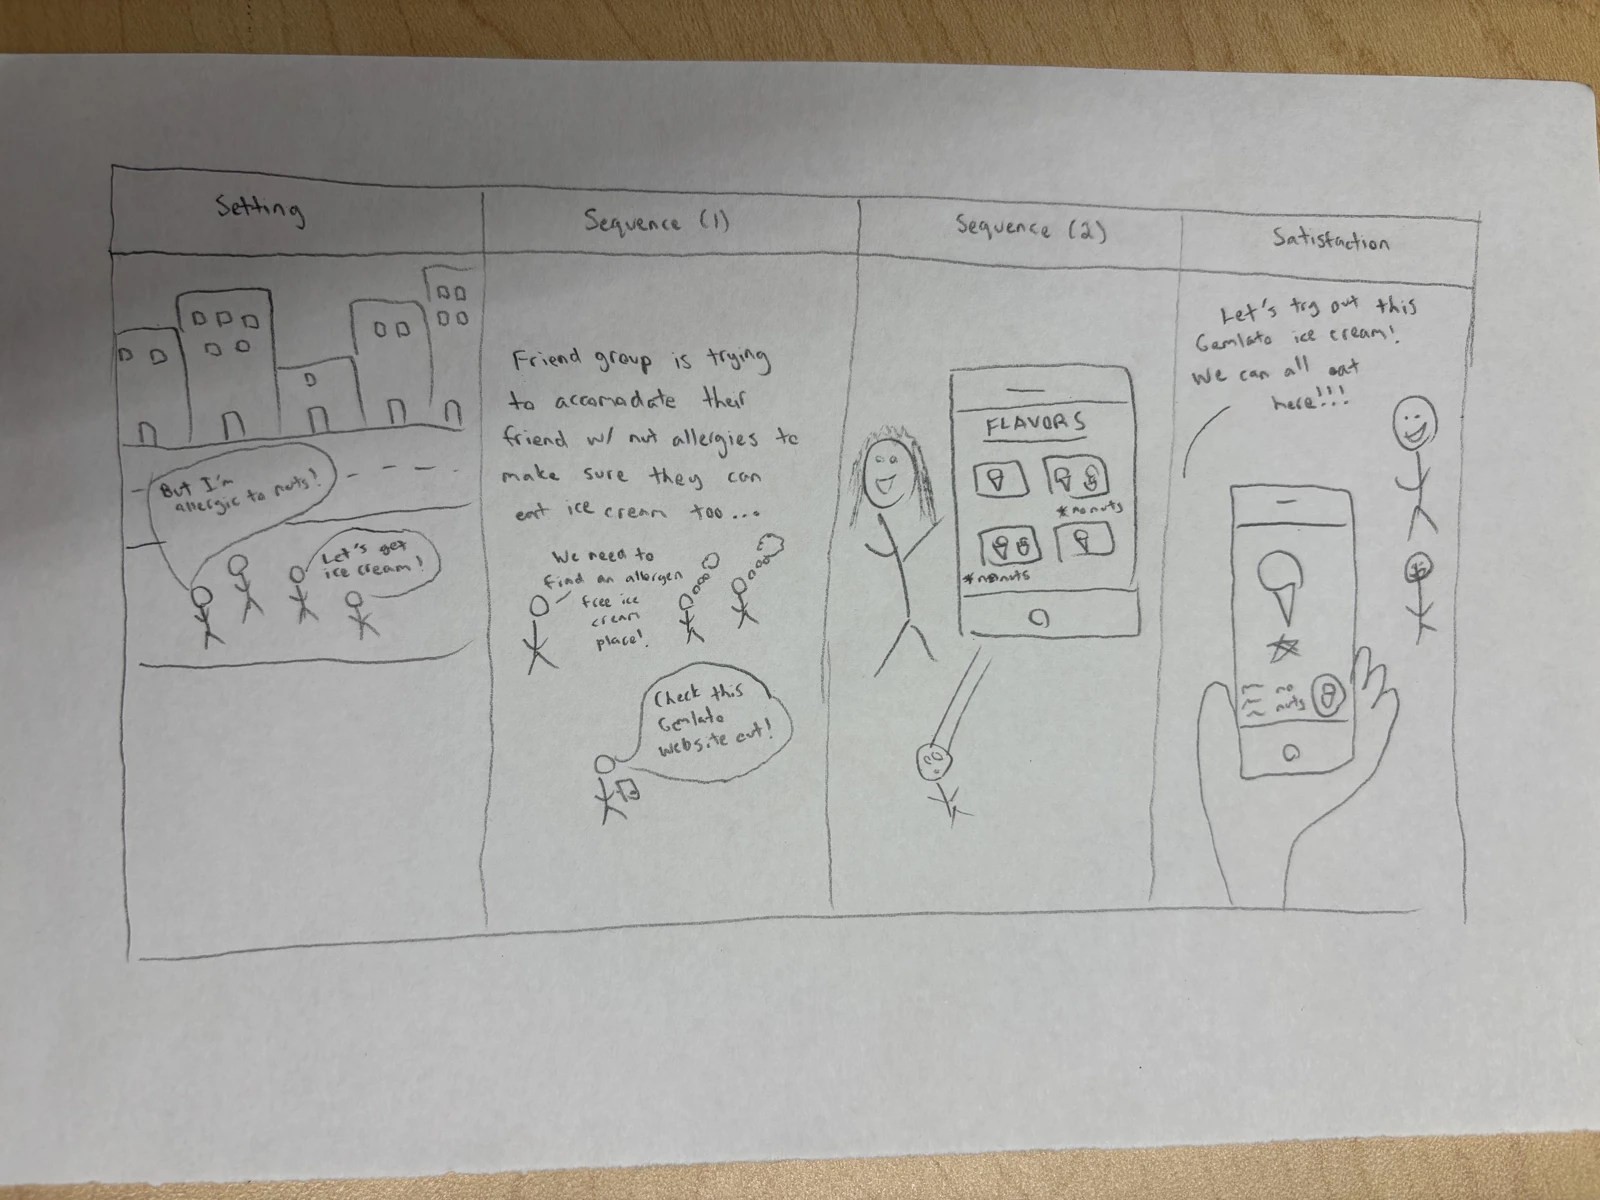 Setting
But I'm
allergic to nuts!
Let's get
ice cream!
Sequence (1)
Friend group is trying
to accomodate their
friend w/ nut allergies to
make sure they can
eat ice cream too...
We need to
find an allergen
free ice
cream
place!
Check this
Gemlato
website out!
Sequence (2)
FLAVORS
*no nuts
*no nuts
Satisfaction
Let's try out this
Gemlato ice cream!
We can all eat
here!!!
no
nuts